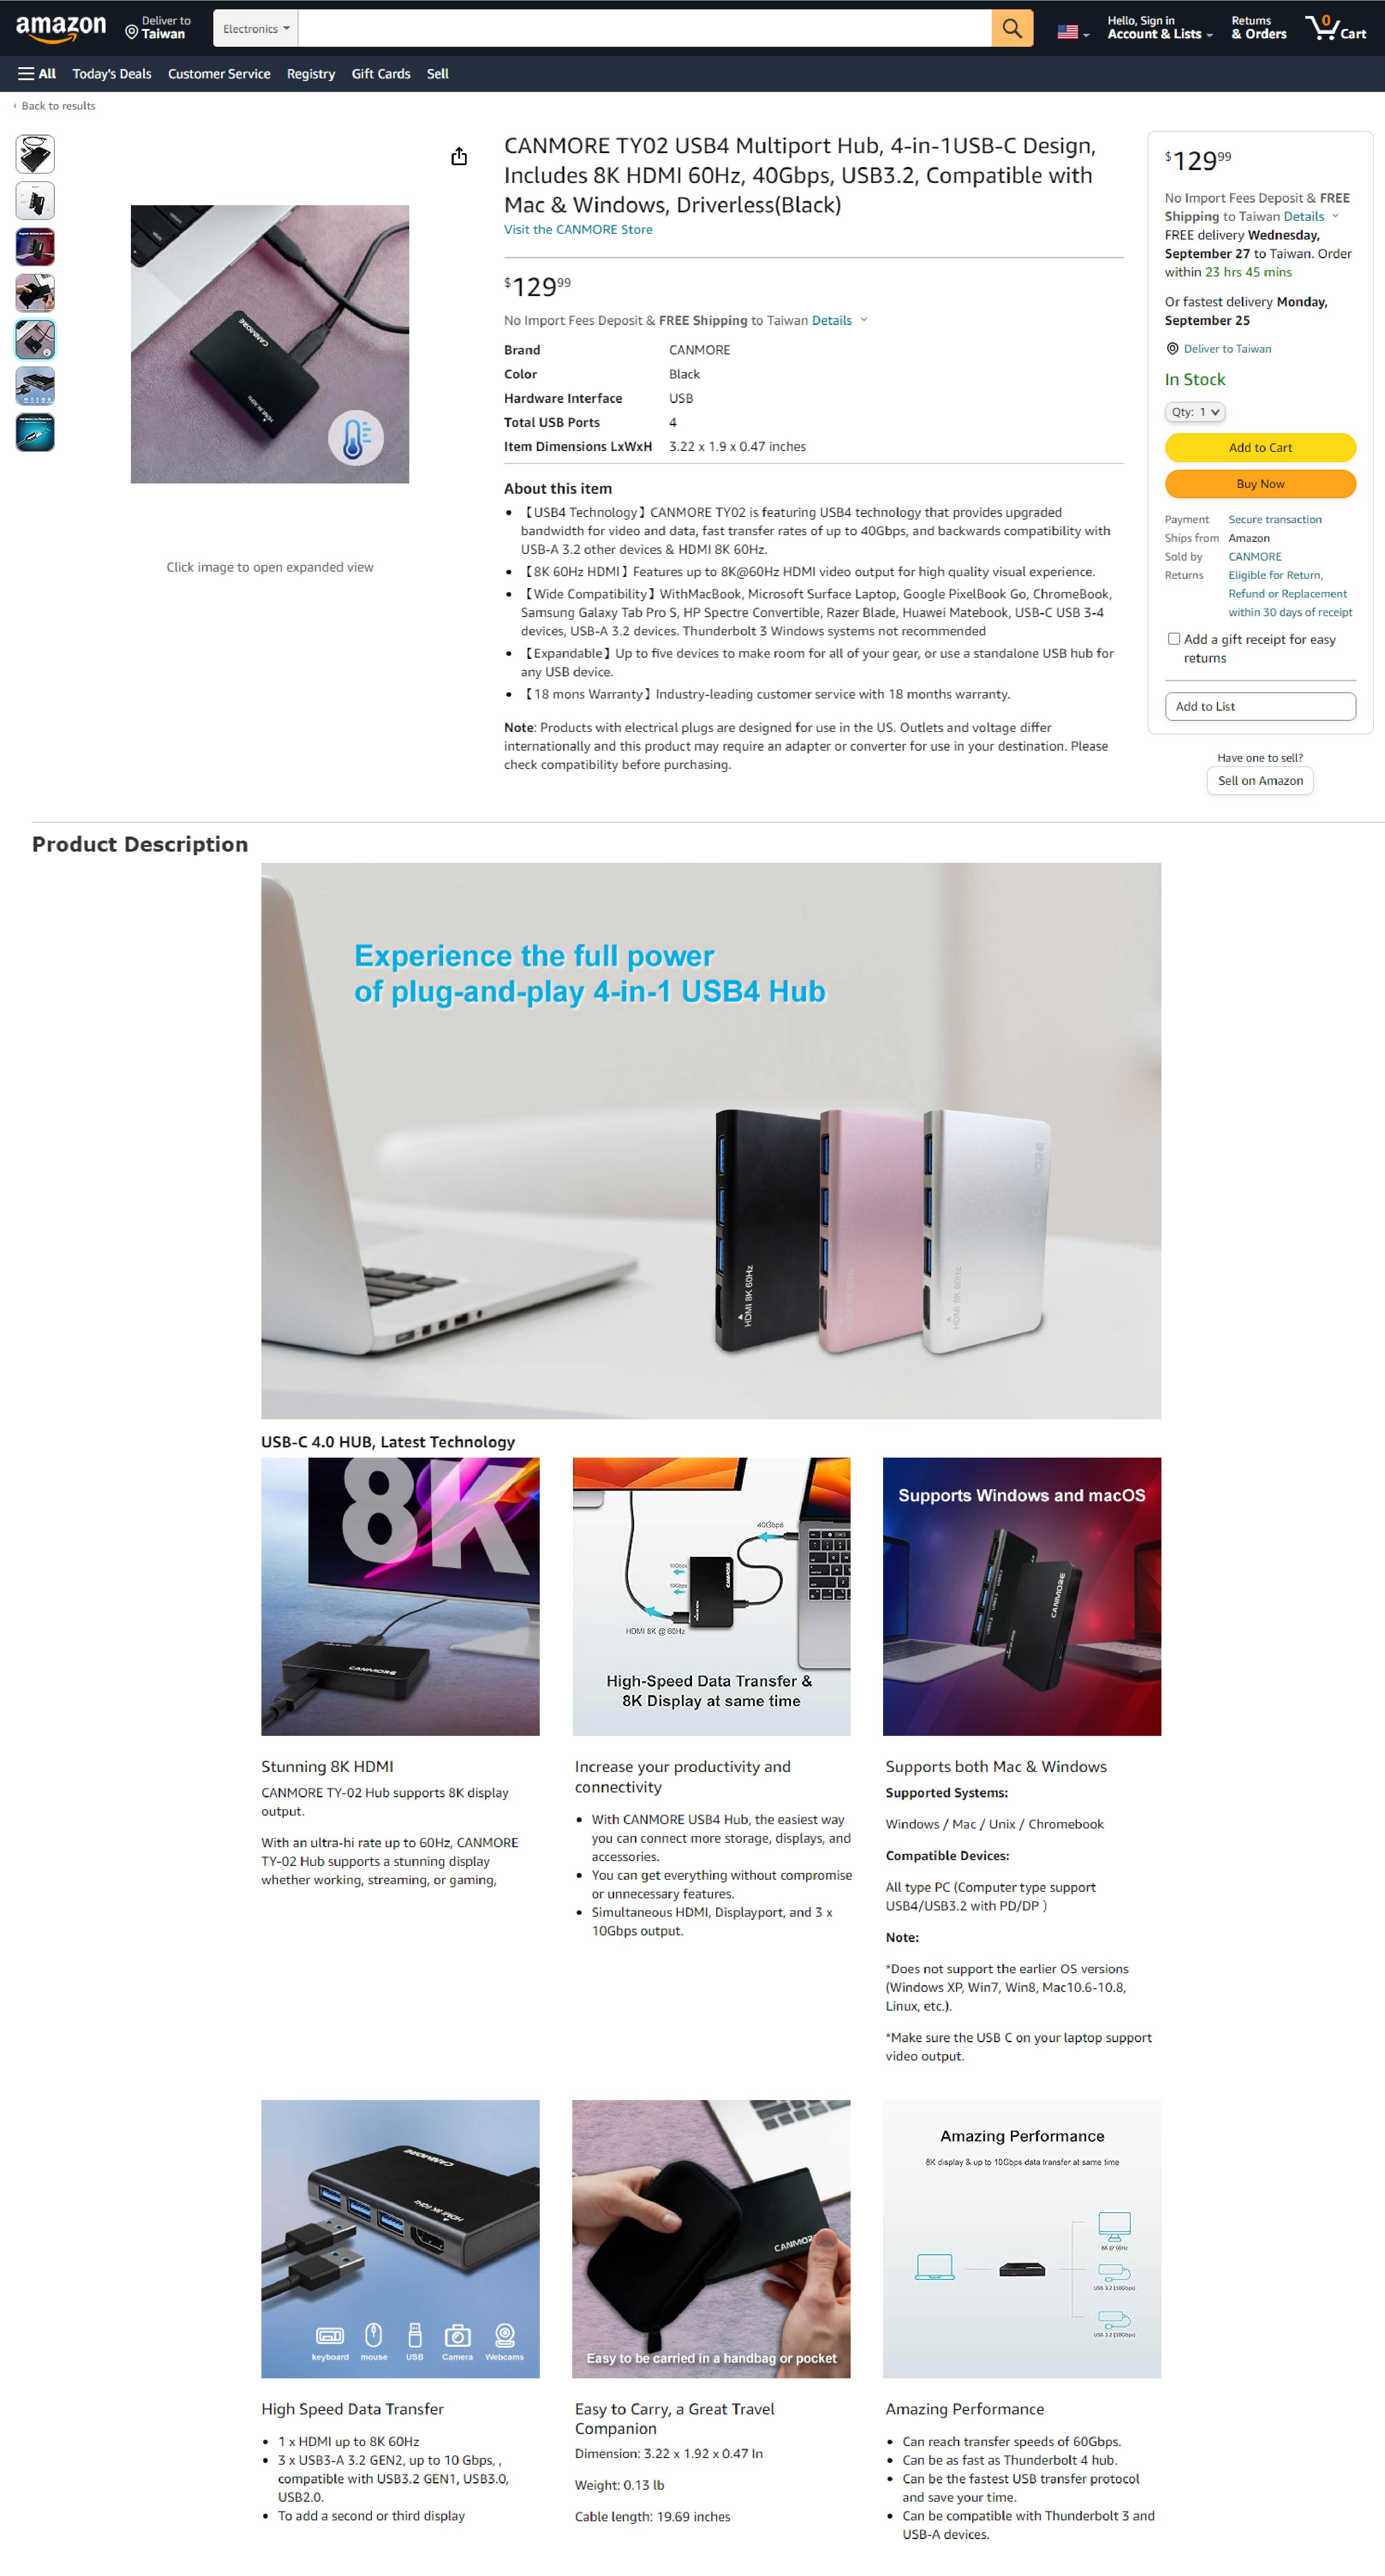 amazon
Deliver to
Taiwan
Electronics
Hello, Sign in
Account & Lists
Returns
& Orders
0
Cart
All
Today's Deals
Customer Service
Registry
Gift Cards
Sell
‹ Back to results
CANMORE
HDMI 8K 60Hz
Click image to open expanded view
CANMORE TY02 USB4 Multiport Hub, 4-in-1USB-C Design,
Includes 8K HDMI 60Hz, 40Gbps, USB3.2, Compatible with
Mac & Windows, Driverless(Black)
Visit the CANMORE Store
$129 99
No Import Fees Deposit & FREE Shipping to Taiwan Details
Brand CANMORE
Color Black
Hardware Interface USB
Total USB Ports 4
Item Dimensions LxWxH 3.22 x 1.9 x 0.47 inches
About this item
• 【USB4 Technology】CANMORE TY02 is featuring USB4 technology that provides upgraded
bandwidth for video and data, fast transfer rates of up to 40Gbps, and backwards compatibility with
USB-A 3.2 other devices & HDMI 8K 60Hz.
• 【8K 60Hz HDMI】Features up to 8K@60Hz HDMI video output for high quality visual experience.
• 【Wide Compatibility】WithMacBook, Microsoft Surface Laptop, Google PixelBook Go, ChromeBook,
Samsung Galaxy Tab Pro S, HP Spectre Convertible, Razer Blade, Huawei Matebook, USB-C USB 3-4
devices, USB-A 3.2 devices. Thunderbolt 3 Windows systems not recommended
• 【Expandable】Up to five devices to make room for all of your gear, or use a standalone USB hub for
any USB device.
• 【18 mons Warranty】Industry-leading customer service with 18 months warranty.
Note: Products with electrical plugs are designed for use in the US. Outlets and voltage differ
internationally and this product may require an adapter or converter for use in your destination. Please
check compatibility before purchasing.
$129 99
No Import Fees Deposit & FREE
Shipping to Taiwan Details
FREE delivery Wednesday,
September 27 to Taiwan. Order
within 23 hrs 45 mins
Or fastest delivery Monday,
September 25
Deliver to Taiwan
In Stock
Qty: 1
Add to Cart
Buy Now
Payment Secure transaction
Ships from Amazon
Sold by CANMORE
Returns Eligible for Return,
Refund or Replacement
within 30 days of receipt
Add a gift receipt for easy
returns
Add to List
Have one to sell?
Sell on Amazon
Product Description
Experience the full power
of plug-and-play 4-in-1 USB4 Hub
HDMI 8K 60Hz
HDMI 8K 60Hz
HDMI 8K 60Hz
USB-C 4.0 HUB, Latest Technology
8K
CANMORE
40Gbps
10Gbps
10Gbps
CANMORE
HDMI 8K @ 60Hz
High-Speed Data Transfer &
8K Display at same time
Supports Windows and macOS
CANMORE
Stunning 8K HDMI
CANMORE TY-02 Hub supports 8K display
output.
With an ultra-hi rate up to 60Hz, CANMORE
TY-02 Hub supports a stunning display
whether working, streaming, or gaming,
Increase your productivity and
connectivity
• With CANMORE USB4 Hub, the easiest way
you can connect more storage, displays, and
accessories.
• You can get everything without compromise
or unnecessary features.
• Simultaneous HDMI, Displayport, and 3 x
10Gbps output.
Supports both Mac & Windows
Supported Systems:
Windows / Mac / Unix / Chromebook
Compatible Devices:
All type PC (Computer type support
USB4/USB3.2 with PD/DP )
Note:
*Does not support the earlier OS versions
(Windows XP, Win7, Win8, Mac10.6-10.8,
Linux, etc.).
*Make sure the USB C on your laptop support
video output.
CANMORE
HDMI 8K 60Hz
keyboard
mouse
USB
Camera
Webcams
CANMORE
Easy to be carried in a handbag or pocket
Amazing Performance
8K display & up to 10Gbps data transfer at same time
8K @ 60Hz
USB 3.2 (10Gbps)
USB 3.2 (10Gbps)
High Speed Data Transfer
• 1 x HDMI up to 8K 60Hz
• 3 x USB3-A 3.2 GEN2, up to 10 Gbps, ,
compatible with USB3.2 GEN1, USB3.0,
USB2.0.
• To add a second or third display
Easy to Carry, a Great Travel
Companion
Dimension: 3.22 x 1.92 x 0.47 In
Weight: 0.13 lb
Cable length: 19.69 inches
Amazing Performance
• Can reach transfer speeds of 60Gbps.
• Can be as fast as Thunderbolt 4 hub.
• Can be the fastest USB transfer protocol
and save your time.
• Can be compatible with Thunderbolt 3 and
USB-A devices.